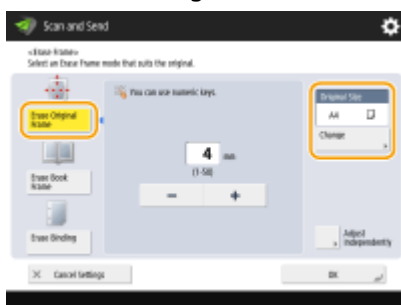 Scan and Send
<Erase Frame>
Select an Erase Frame mode that suits the original.
You can use numeric keys.
Original Size
A4
Change
Erase Original
Frame
4 mm
(1-50)
Erase Book
Frame
−
+
Erase Binding
Adjust
Independently
Cancel Settings
OK